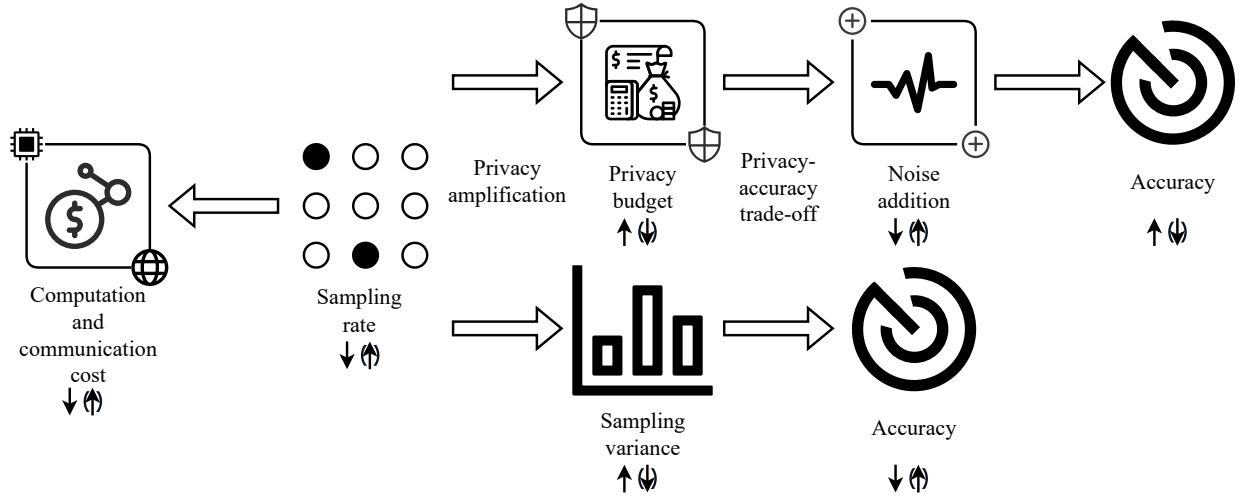 Computation
and
communication
cost
↓ (↑)
Sampling
rate
↓ (↑)
Privacy
amplification
Privacy
budget
↑ (↓)
Privacy-
accuracy
trade-off
Noise
addition
↓ (↑)
Accuracy
↑ (↓)
Sampling
variance
↑ (↓)
Accuracy
↓ (↑)